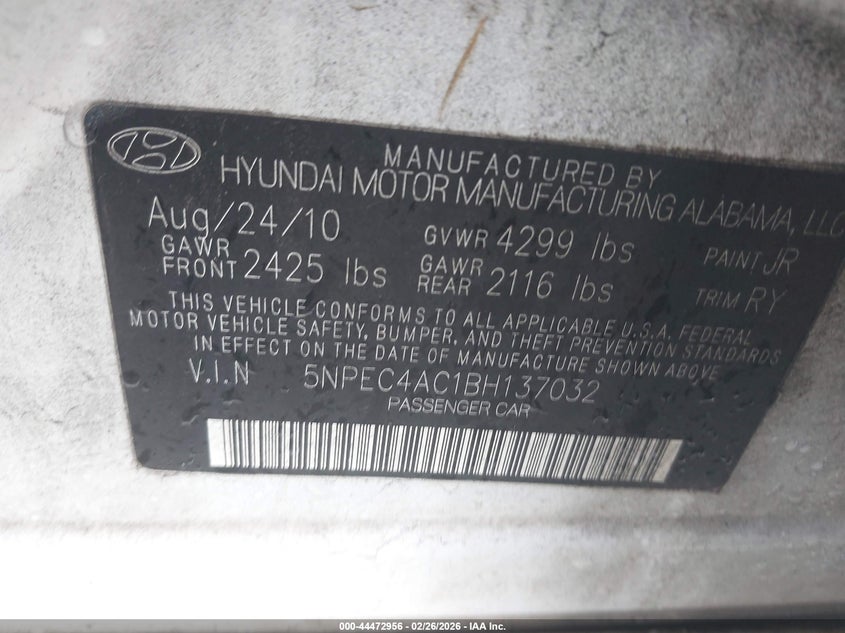 MANUFACTURED BY
HYUNDAI MOTOR MANUFACTURING ALABAMA, LLC
Aug/24/10 GVWR 4299 lbs PAINT JR
GAWR FRONT 2425 lbs GAWR REAR 2116 lbs TRIM RY
THIS VEHICLE CONFORMS TO ALL APPLICABLE U.S.A. FEDERAL
MOTOR VEHICLE SAFETY, BUMPER, AND THEFT PREVENTION STANDARDS
IN EFFECT ON THE DATE OF MANUFACTURE SHOWN ABOVE
V.I.N 5NPEC4AC1BH137032
PASSENGER CAR
000-44472956 - 02/26/2026 - IAA Inc.